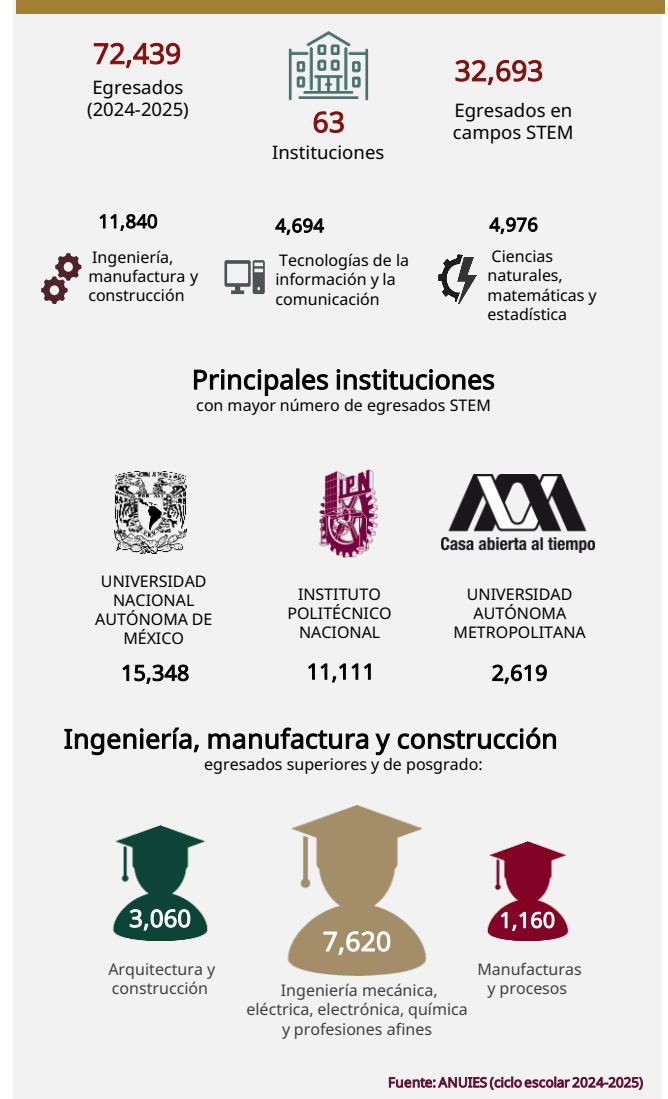 72,439
Egresados
(2024-2025)
63
Instituciones
32,693
Egresados en
campos STEM
11,840
Ingeniería,
manufactura y
construcción
4,694
Tecnologías de la
información y la
comunicación
4,976
Ciencias
naturales,
matemáticas y
estadística
Principales instituciones
con mayor número de egresados STEM
IPN
Casa abierta al tiempo
UNIVERSIDAD
NACIONAL
AUTÓNOMA DE
MÉXICO
15,348
INSTITUTO
POLITÉCNICO
NACIONAL
11,111
UNIVERSIDAD
AUTÓNOMA
METROPOLITANA
2,619
Ingeniería, manufactura y construcción
egresados superiores y de posgrado:
3,060
Arquitectura y
construcción
7,620
Ingeniería mecánica,
eléctrica, electrónica, química
y profesiones afines
1,160
Manufacturas
y procesos
Fuente: ANUIES (ciclo escolar 2024-2025)